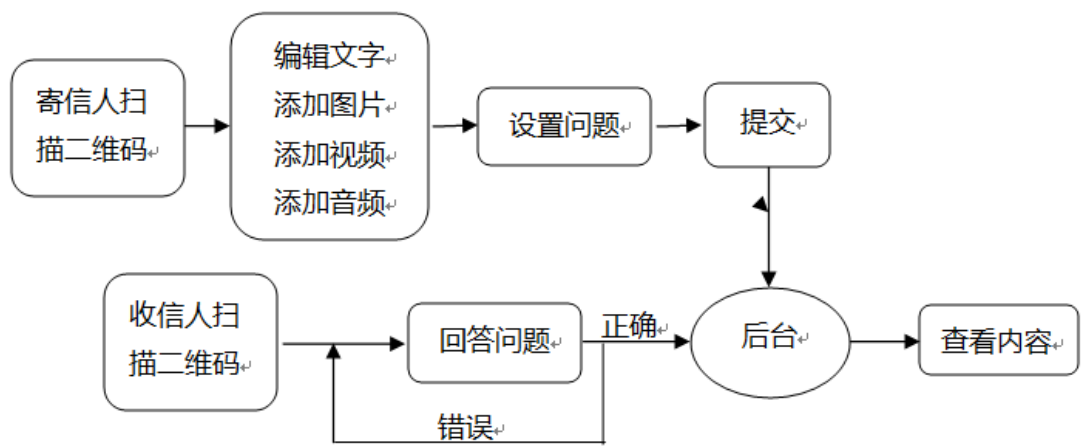 寄信人扫
描二维码
编辑文字
添加图片
添加视频
添加音频
设置问题
提交
收信人扫
描二维码
回答问题
正确
错误
后台
查看内容